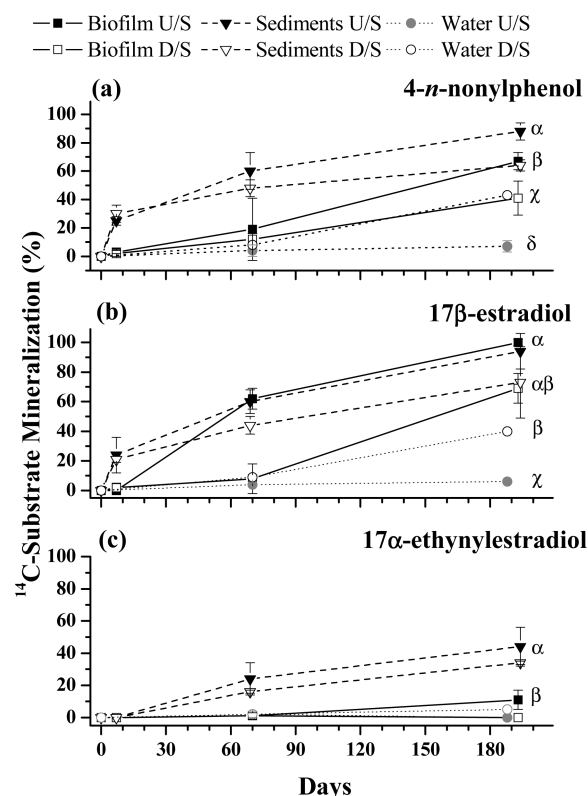 Biofilm U/S Sediments U/S Water U/S
Biofilm D/S Sediments D/S Water D/S
(a) 4-n-nonylphenol
100
80
60
40
20
0
α
β
χ
δ
(b) 17β-estradiol
100
80
60
40
20
0
α
αβ
β
χ
(c) 17α-ethynylestradiol
100
80
60
40
20
0
α
β
¹⁴C-Substrate Mineralization (%)
0 30 60 90 120 150 180
Days